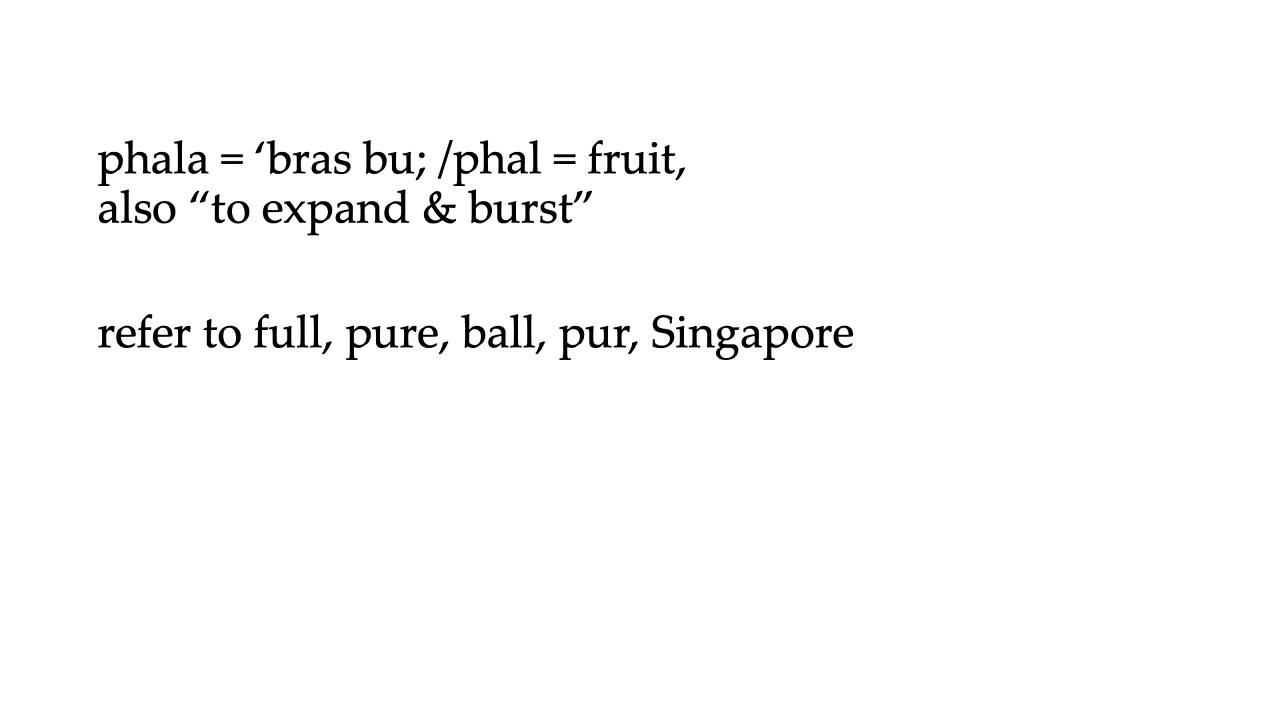 phala = ‘bras bu; /phal = fruit,
also “to expand & burst”
refer to full, pure, ball, pur, Singapore